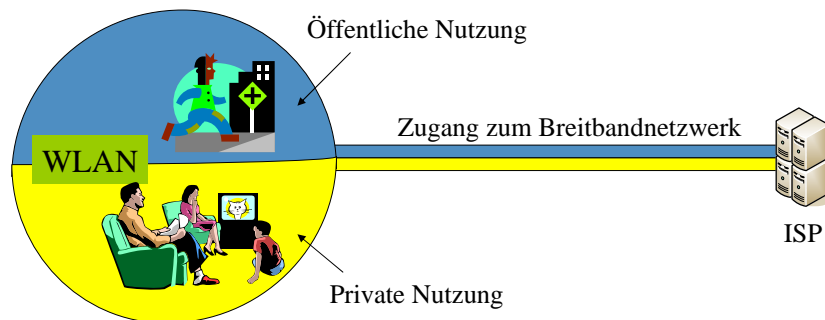 Öffentliche Nutzung
Zugang zum Breitbandnetzwerk
WLAN
ISP
Private Nutzung